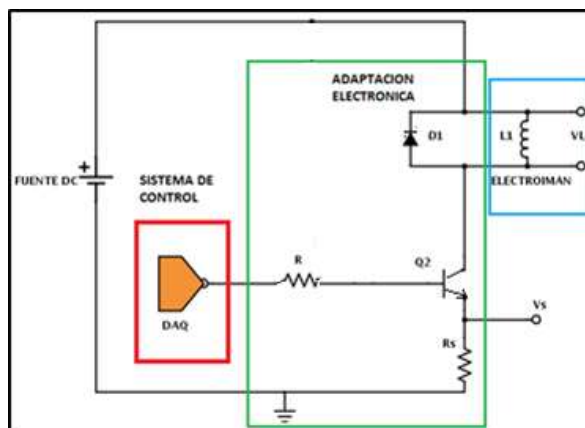 ADAPTACION
ELECTRONICA
D1
L1
VL
ELECTROIMAN
+
FUENTE DC
SISTEMA DE
CONTROL
DAQ
R
Q2
Vs
Rs